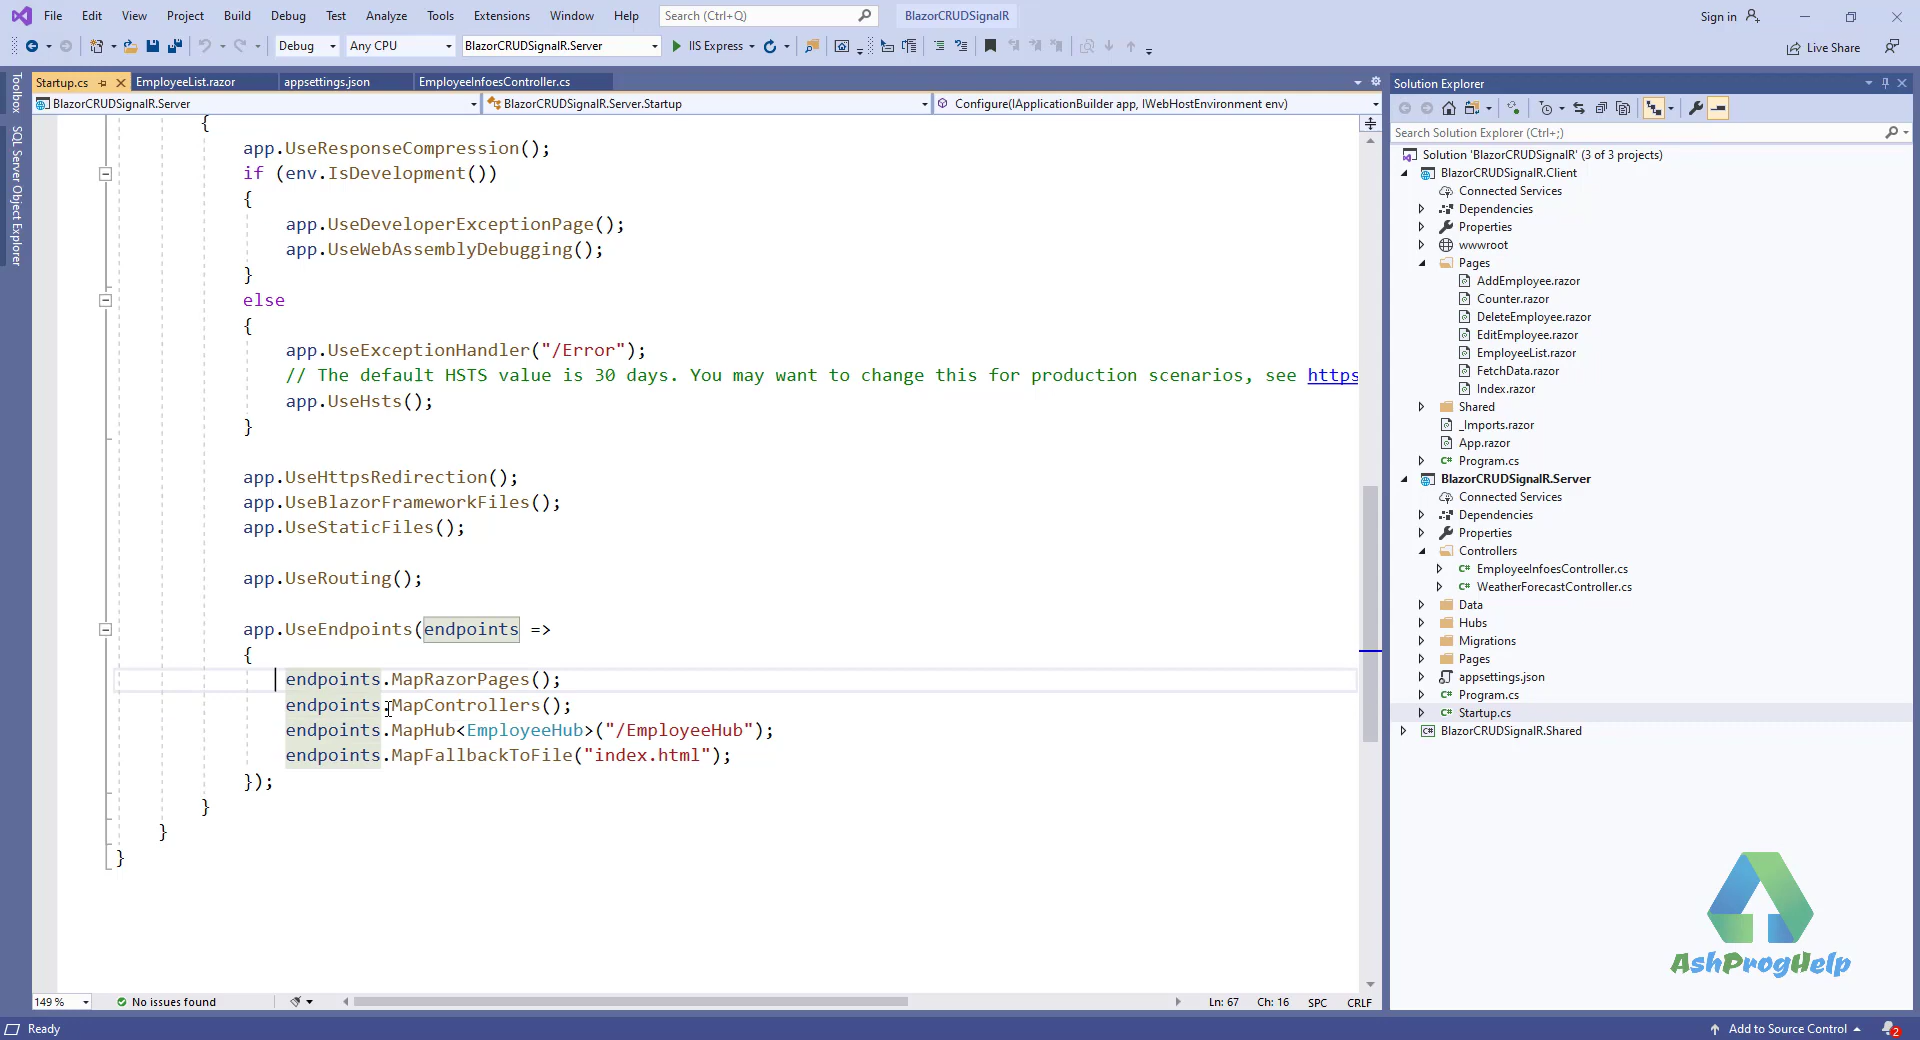 File Edit View Project Build Debug Test Analyze Tools Extensions Window Help Search (Ctrl+Q) BlazorCRUDSignalR Sign in
Debug Any CPU BlazorCRUDSignalR.Server IIS Express Live Share
Toolbox
SQL Server Object Explorer
Startup.cs EmployeeList.razor appsettings.json EmployeeInfoesController.cs
BlazorCRUDSignalR.Server BlazorCRUDSignalR.Server.Startup Configure(IApplicationBuilder app, IWebHostEnvironment env)
{
app.UseResponseCompression();
if (env.IsDevelopment())
{
app.UseDeveloperExceptionPage();
app.UseWebAssemblyDebugging();
}
else
{
app.UseExceptionHandler("/Error");
// The default HSTS value is 30 days. You may want to change this for production scenarios, see https
app.UseHsts();
}
app.UseHttpsRedirection();
app.UseBlazorFrameworkFiles();
app.UseStaticFiles();
app.UseRouting();
app.UseEndpoints(endpoints =>
{
endpoints.MapRazorPages();
endpoints.MapControllers();
endpoints.MapHub<EmployeeHub>("/EmployeeHub");
endpoints.MapFallbackToFile("index.html");
});
}
}
}
149 % No issues found Ln: 67 Ch: 16 SPC CRLF
Solution Explorer
Search Solution Explorer (Ctrl+;)
Solution 'BlazorCRUDSignalR' (3 of 3 projects)
BlazorCRUDSignalR.Client
Connected Services
Dependencies
Properties
wwwroot
Pages
AddEmployee.razor
Counter.razor
DeleteEmployee.razor
EditEmployee.razor
EmployeeList.razor
FetchData.razor
Index.razor
Shared
_Imports.razor
App.razor
C# Program.cs
BlazorCRUDSignalR.Server
Connected Services
Dependencies
Properties
Controllers
C# EmployeeInfoesController.cs
C# WeatherForecastController.cs
Data
Hubs
Migrations
Pages
appsettings.json
C# Program.cs
C# Startup.cs
C# BlazorCRUDSignalR.Shared
AshProgHelp
Ready Add to Source Control 2